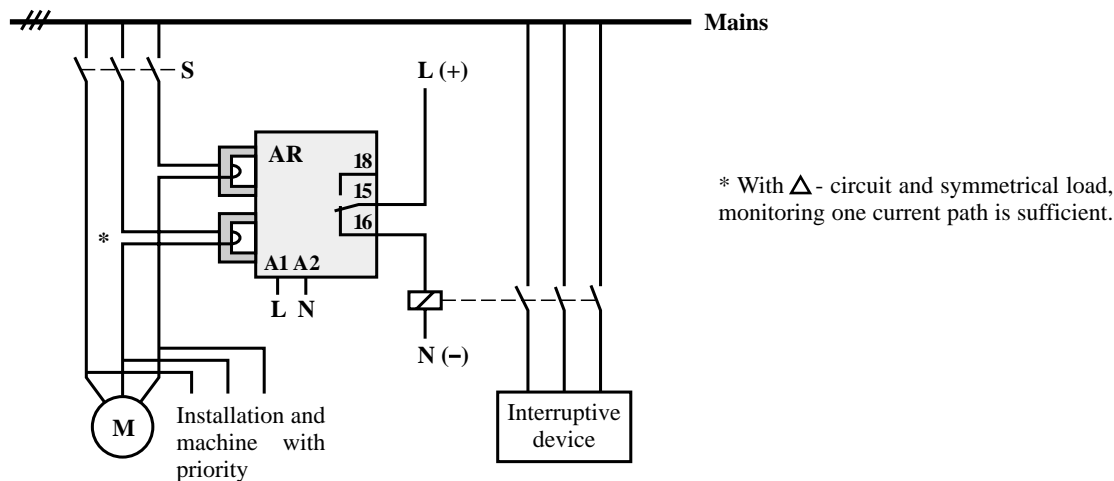 Mains
S
L (+)
AR
18
15
16
* With Δ - circuit and symmetrical load,
monitoring one current path is sufficient.
*
A1 A2
L N
N (−)
M
Installation and
machine with
priority
Interruptive
device